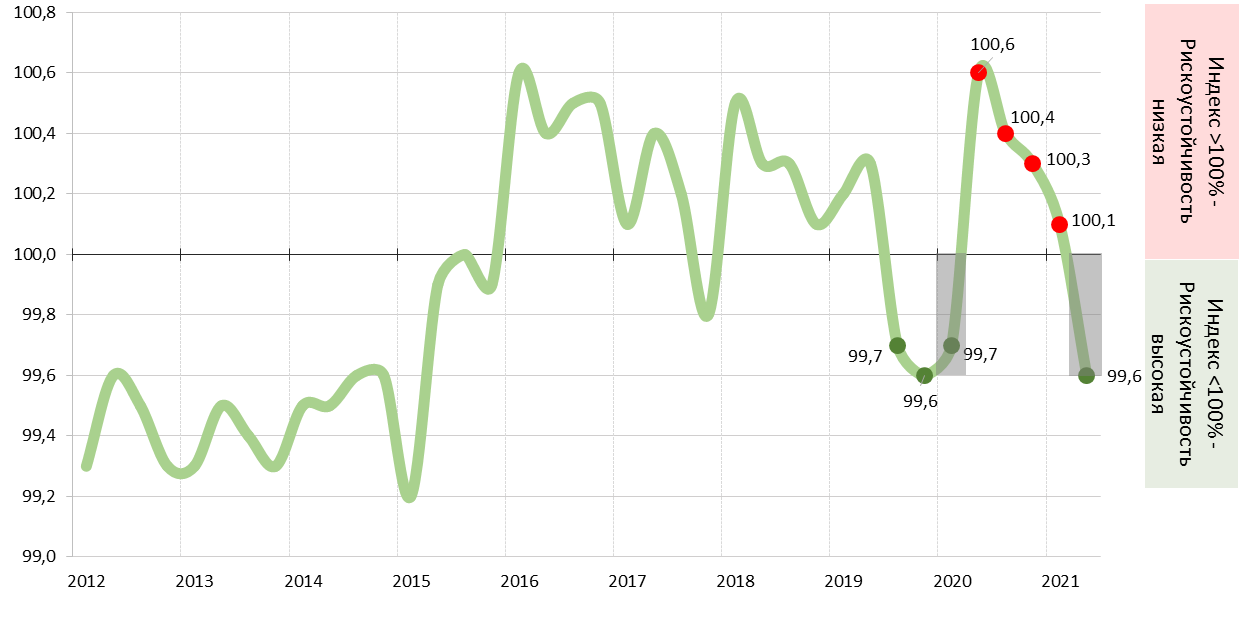 100,8
100,6
100,4
100,2
100,0
99,8
99,6
99,4
99,2
99,0
2012 2013 2014 2015 2016 2017 2018 2019 2020 2021
99,7
99,6
99,7
100,6
100,4
100,3
100,1
99,6
Индекс >100% -
Рискоустойчивость
низкая
Индекс <100% -
Рискоустойчивость
высокая